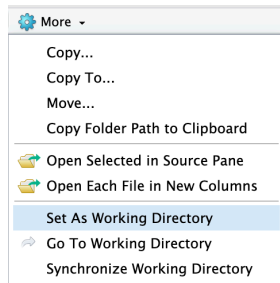 More
Copy...
Copy To...
Move...
Copy Folder Path to Clipboard
Open Selected in Source Pane
Open Each File in New Columns
Set As Working Directory
Go To Working Directory
Synchronize Working Directory